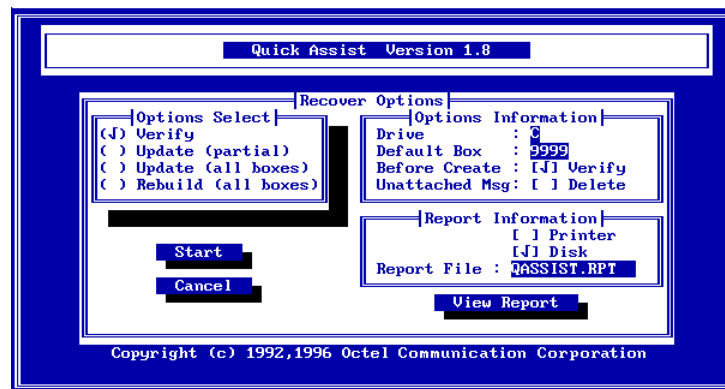 Quick Assist Version 1.8
Recover Options
Options Select
(√) Verify
( ) Update (partial)
( ) Update (all boxes)
( ) Rebuild (all boxes)
Options Information
Drive : C
Default Box : 9999
Before Create : [√] Verify
Unattached Msg: [ ] Delete
Report Information
[ ] Printer
[√] Disk
Report File : QASSIST.RPT
Start
Cancel
View Report
Copyright (c) 1992,1996 Octel Communication Corporation